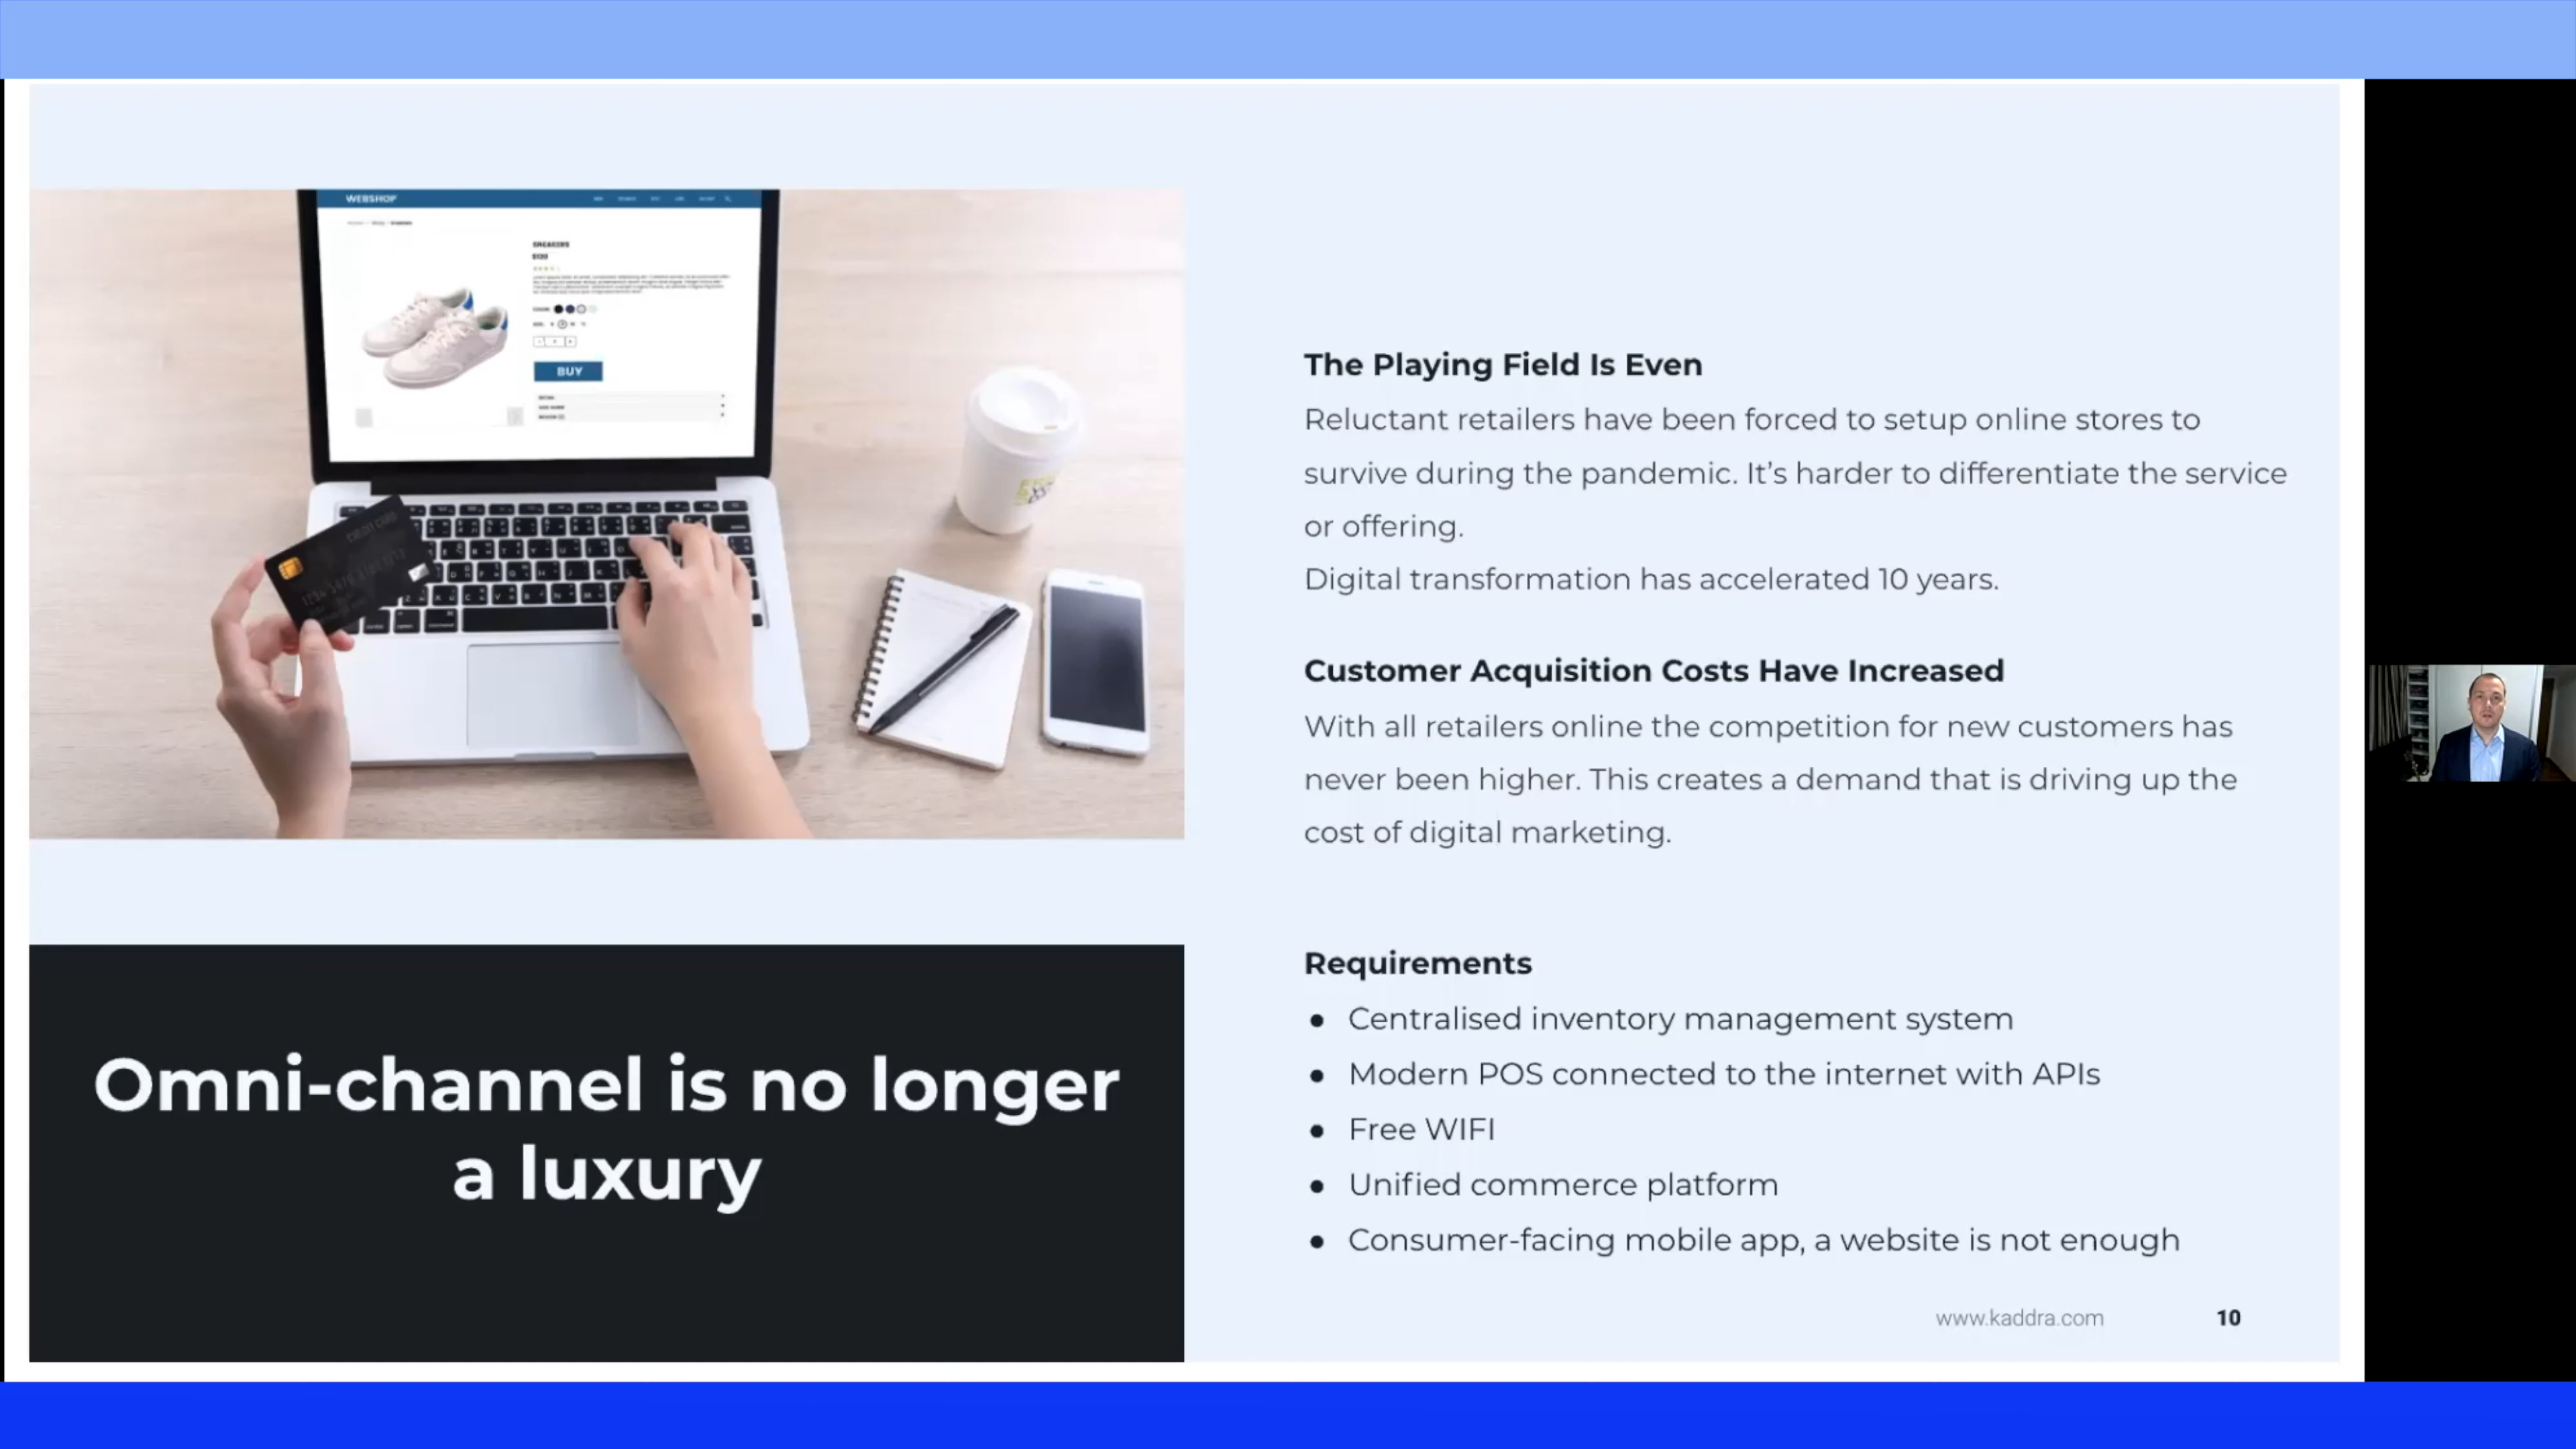 WEBSHOP
SNEAKERS
$120
BUY
CREDIT CARD
The Playing Field Is Even
Reluctant retailers have been forced to setup online stores to
survive during the pandemic. It’s harder to differentiate the service
or offering.
Digital transformation has accelerated 10 years.
Customer Acquisition Costs Have Increased
With all retailers online the competition for new customers has
never been higher. This creates a demand that is driving up the
cost of digital marketing.
Omni-channel is no longer
a luxury
Requirements
● Centralised inventory management system
● Modern POS connected to the internet with APIs
● Free WIFI
● Unified commerce platform
● Consumer-facing mobile app, a website is not enough
www.kaddra.com 10